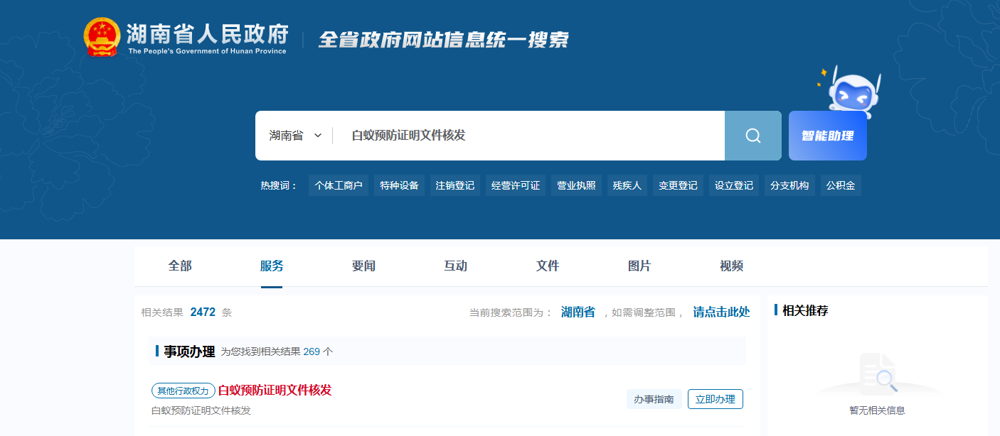 湖南省人民政府
The People's Government of Hunan Province
全省政府网站信息统一搜索
湖南省 白蚁预防证明文件核发
智能助理
热搜词： 个体工商户 特种设备 注销登记 经营许可证 营业执照 残疾人 变更登记 设立登记 分支机构 公积金
全部 服务 要闻 互动 文件 图片 视频
相关结果 2472 条 当前搜索范围为： 湖南省 ，如需调整范围， 请点击此处
相关推荐
事项办理 为您找到相关结果 269 个
其他行政权力 白蚁预防证明文件核发
办事指南 立即办理
白蚁预防证明文件核发
暂无相关信息